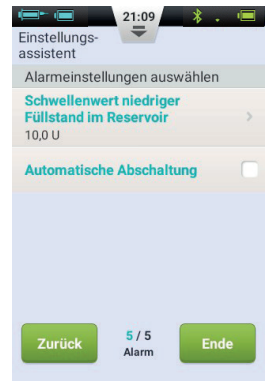 21:09
Einstellungs-
assistent
Alarmeinstellungen auswählen
Schwellenwert niedriger
Füllstand im Reservoir
10,0 U
Automatische Abschaltung
Zurück
5 / 5
Alarm
Ende